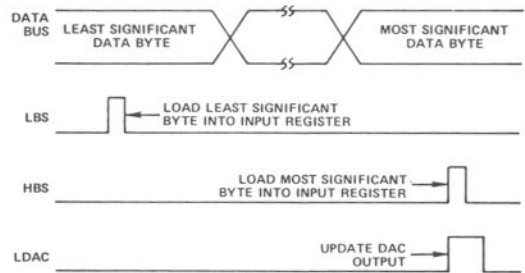 DATA
BUS
LEAST SIGNIFICANT
DATA BYTE
MOST SIGNIFICANT
DATA BYTE
LBS
LOAD LEAST SIGNIFICANT
BYTE INTO INPUT REGISTER
HBS
LOAD MOST SIGNIFICANT
BYTE INTO INPUT REGISTER
LDAC
UPDATE DAC
OUTPUT